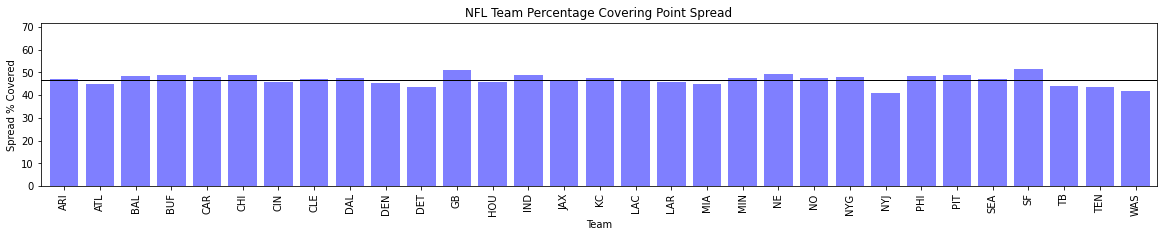 NFL Team Percentage Covering Point Spread
70
60
50
40
30
20
10
0
Spread % Covered
ARI ATL BAL BUF CAR CHI CIN CLE DAL DEN DET GB HOU IND JAX KC LAC LAR MIA MIN NE NO NYG NYJ PHI PIT SEA SF TB TEN WAS
Team